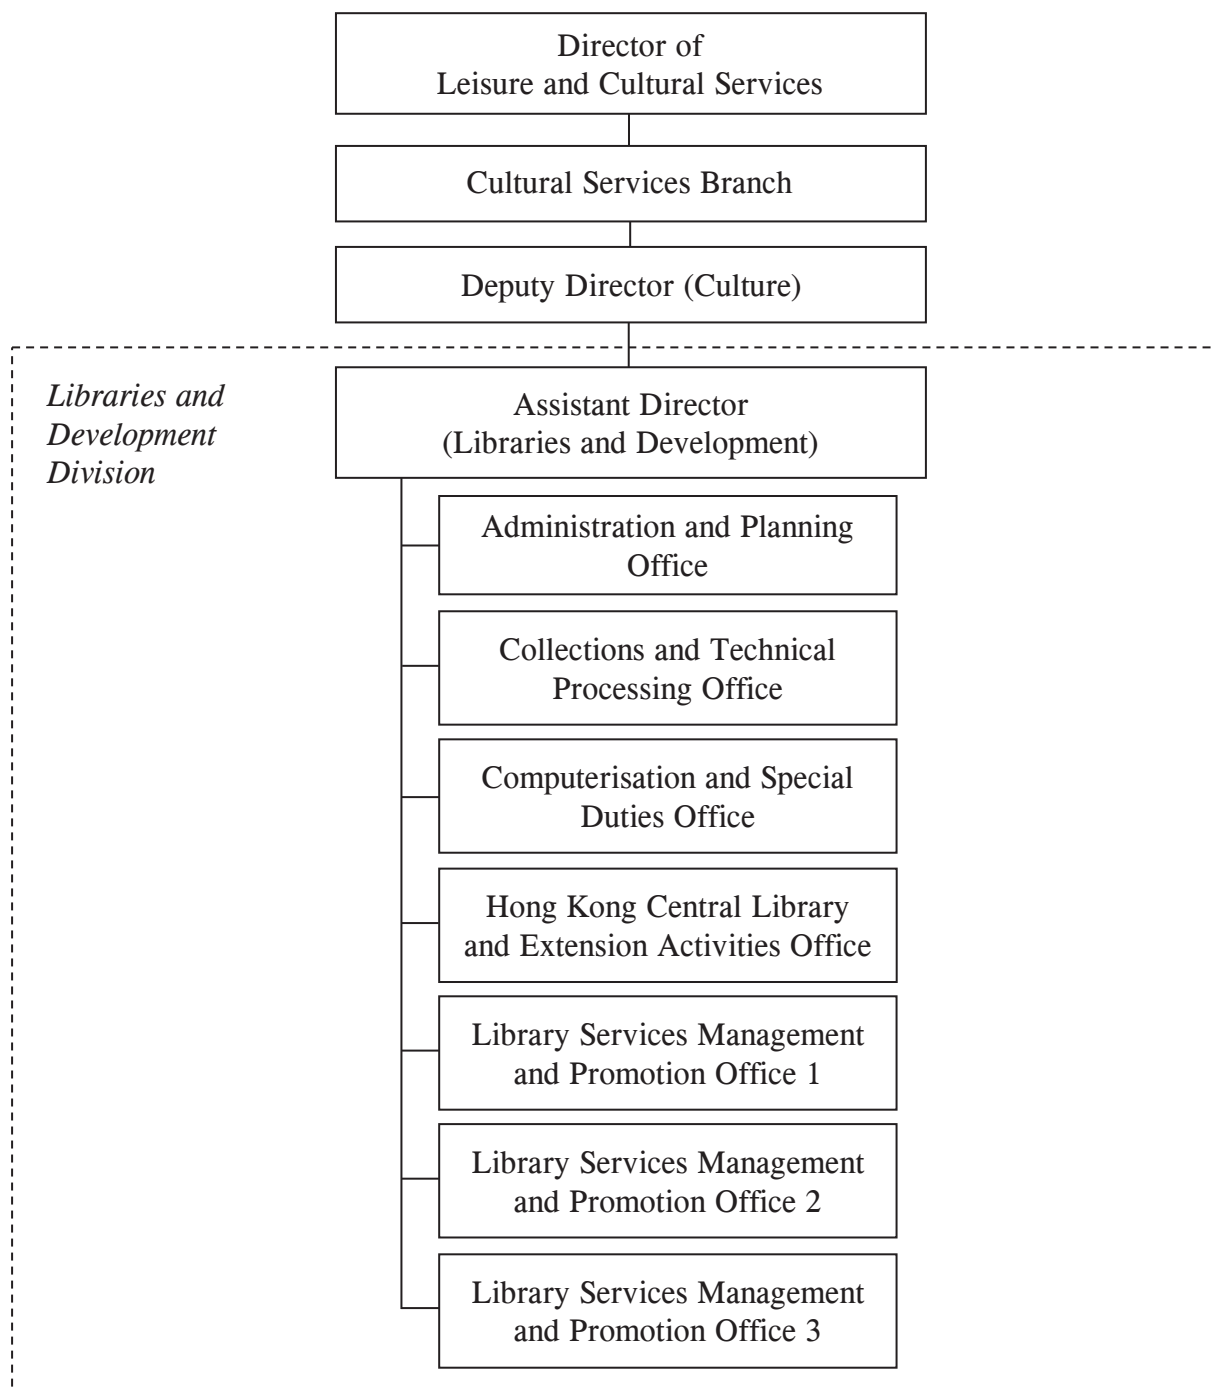 Director of
Leisure and Cultural Services
Cultural Services Branch
Deputy Director (Culture)
Libraries and
Development
Division
Assistant Director
(Libraries and Development)
Administration and Planning
Office
Collections and Technical
Processing Office
Computerisation and Special
Duties Office
Hong Kong Central Library
and Extension Activities Office
Library Services Management
and Promotion Office 1
Library Services Management
and Promotion Office 2
Library Services Management
and Promotion Office 3